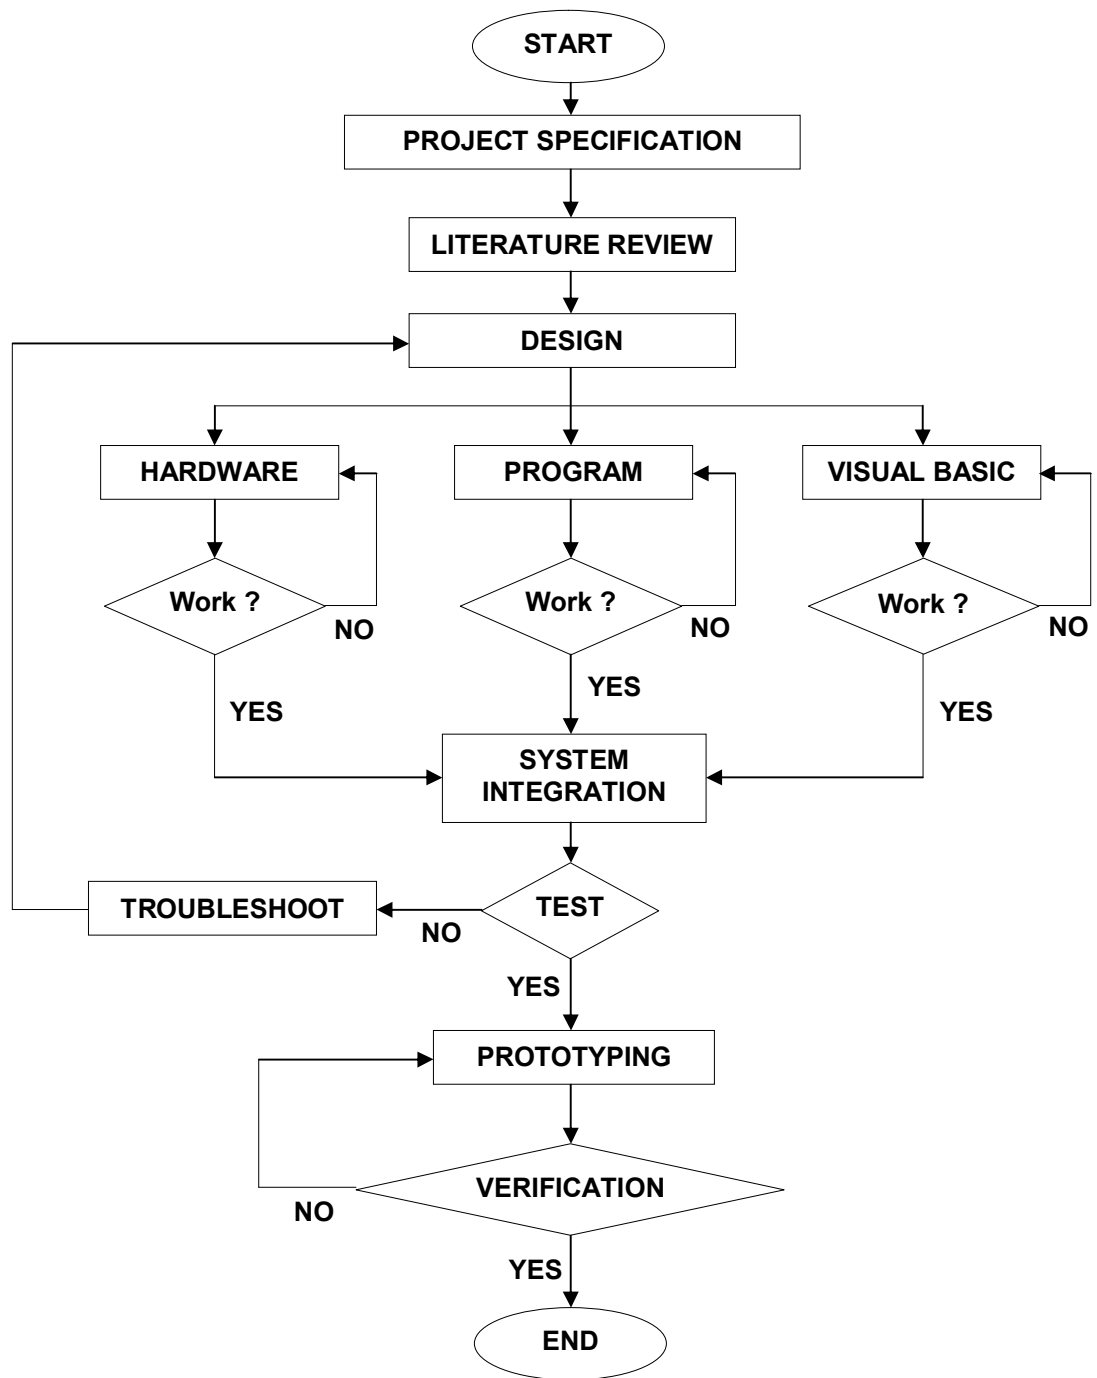 START
PROJECT SPECIFICATION
LITERATURE REVIEW
DESIGN
HARDWARE
PROGRAM
VISUAL BASIC
Work ?
Work ?
Work ?
NO
NO
NO
YES
YES
YES
SYSTEM
INTEGRATION
TROUBLESHOOT
NO
TEST
YES
PROTOTYPING
VERIFICATION
NO
YES
END